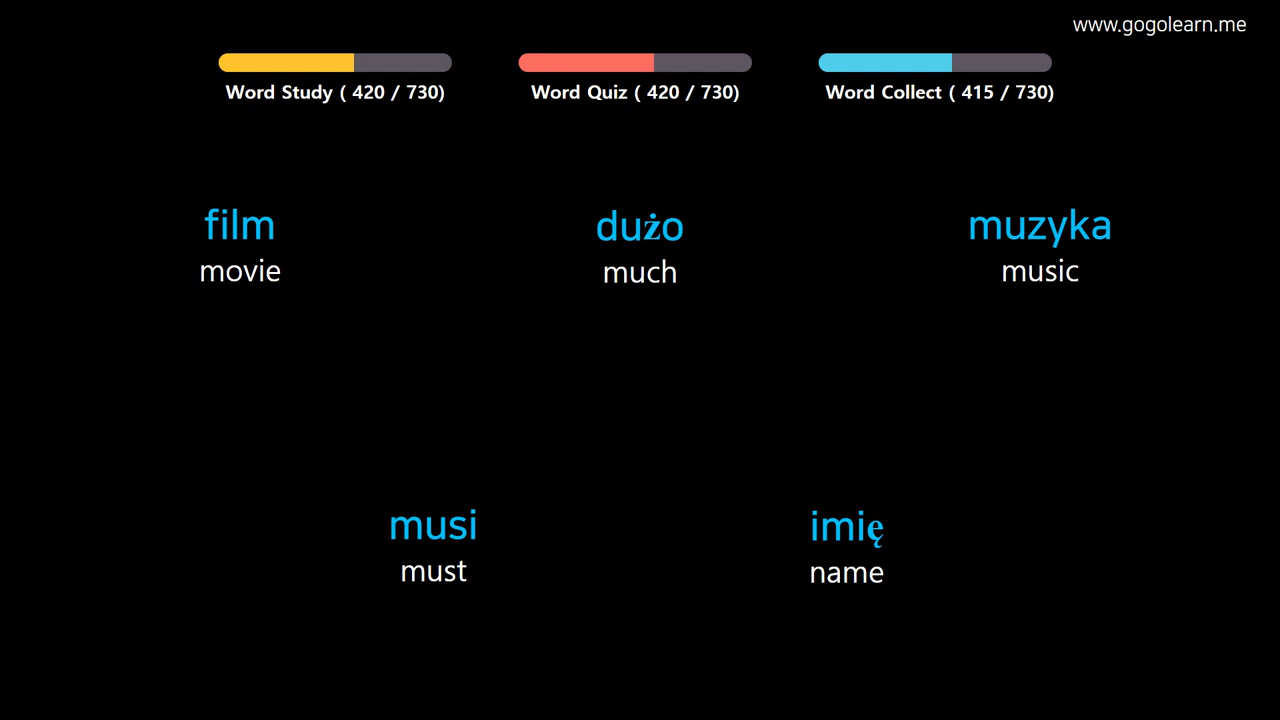 www.gogolearn.me
Word Study ( 420 / 730)
Word Quiz ( 420 / 730)
Word Collect ( 415 / 730)
film
movie
dużo
much
muzyka
music
musi
must
imię
name